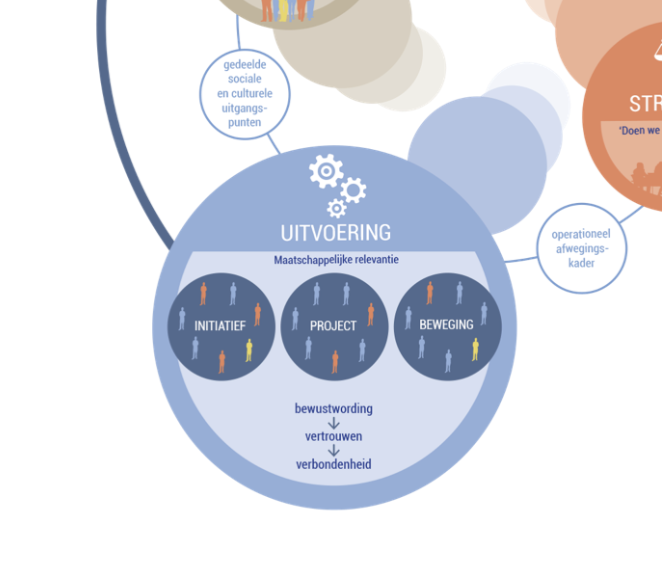 gedeelde
sociale
en culturele
uitgangs-
punten
STR
'Doen we
UITVOERING
Maatschappelijke relevantie
operationeel
afwegings-
kader
INITIATIEF
PROJECT
BEWEGING
bewustwording
vertrouwen
verbondenheid